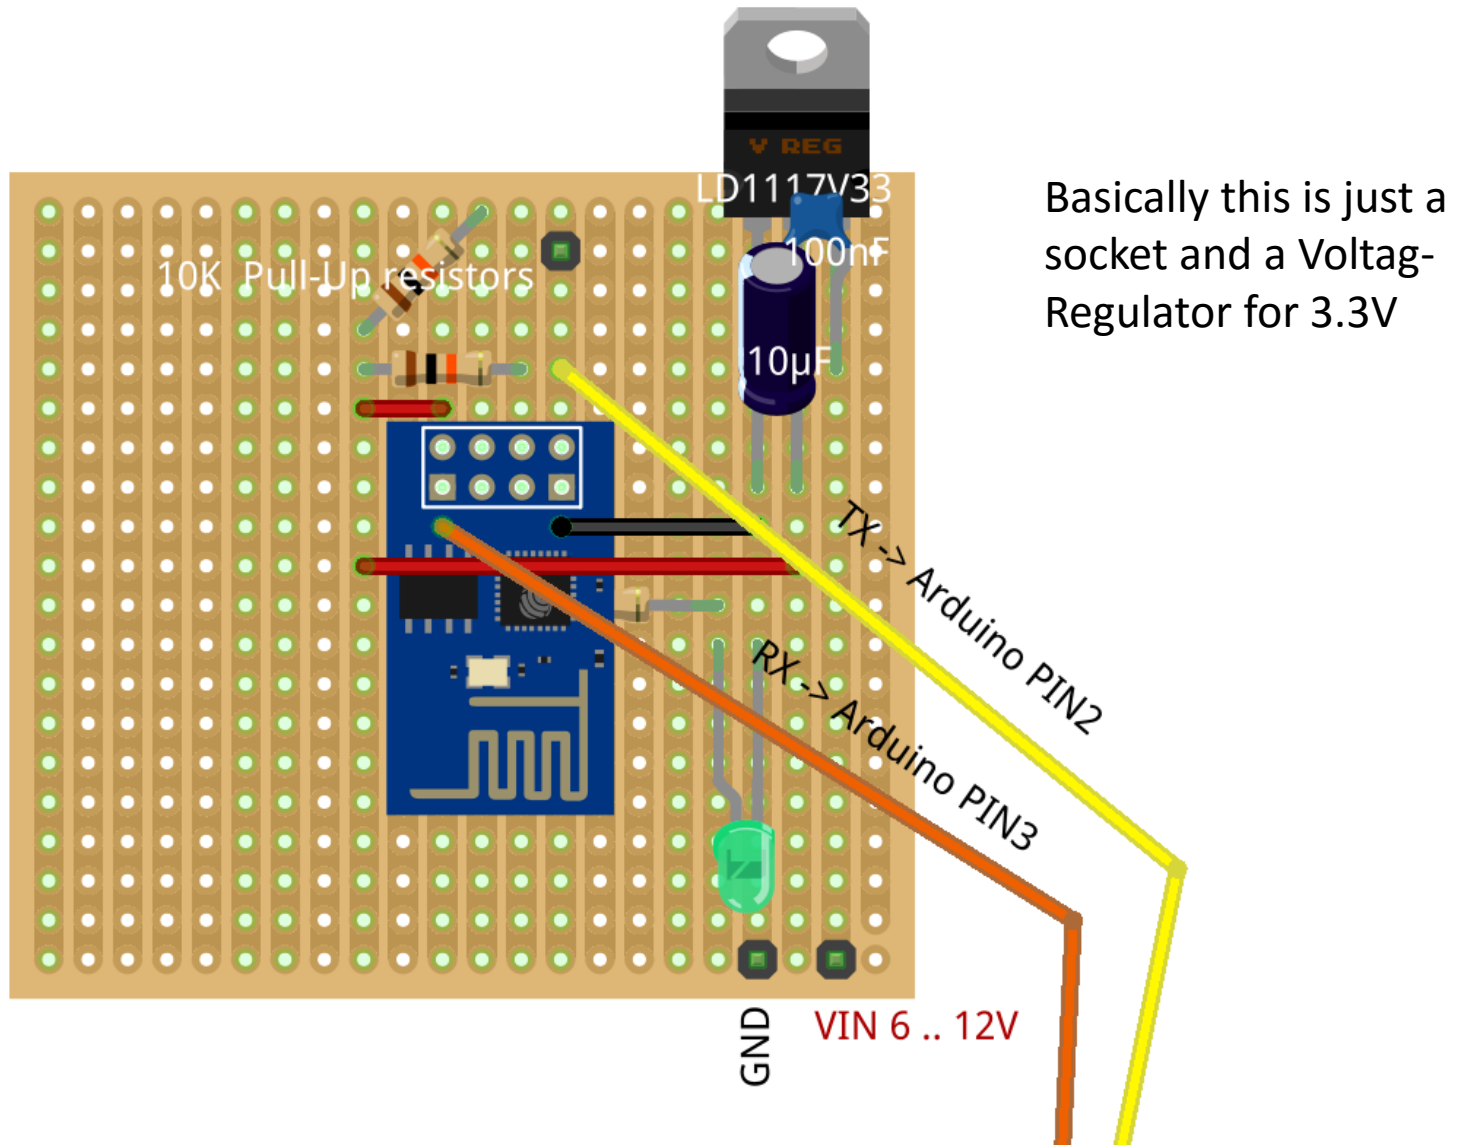 V REG
LD1117V33
100nF
10K Pull-Up resistors
10µF
Basically this is just a
socket and a Voltag-
Regulator for 3.3V
TX -> Arduino PIN2
RX -> Arduino PIN3
GND
VIN 6 .. 12V